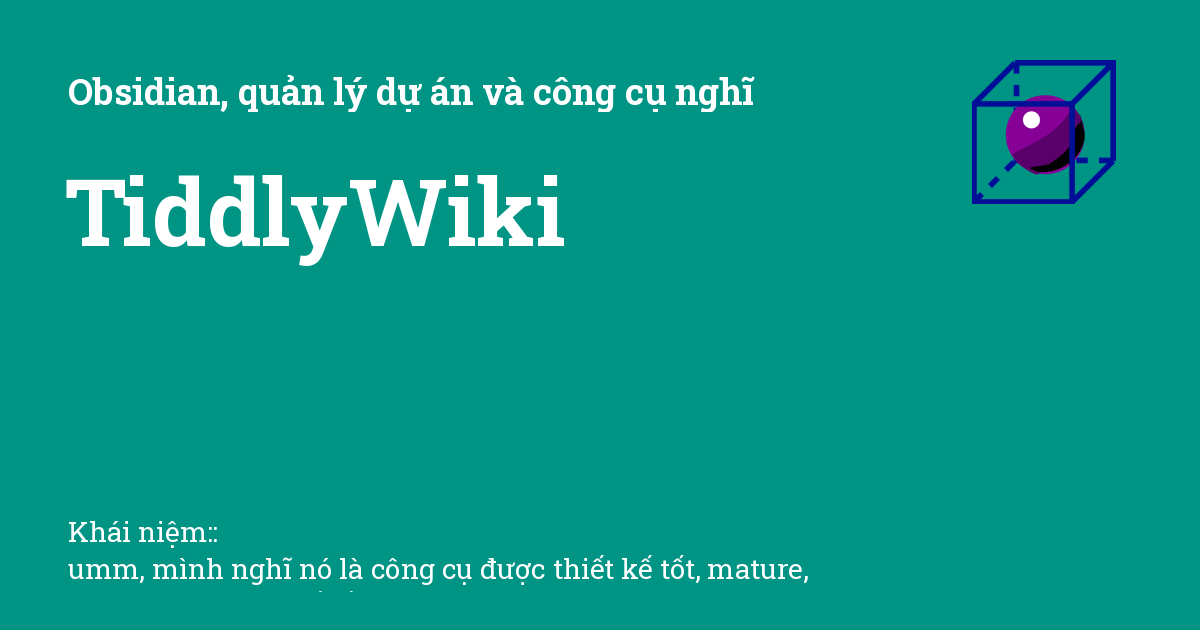 Obsidian, quản lý dự án và công cụ nghĩ
TiddlyWiki
Khái niệm::
umm, mình nghĩ nó là công cụ được thiết kế tốt, mature,